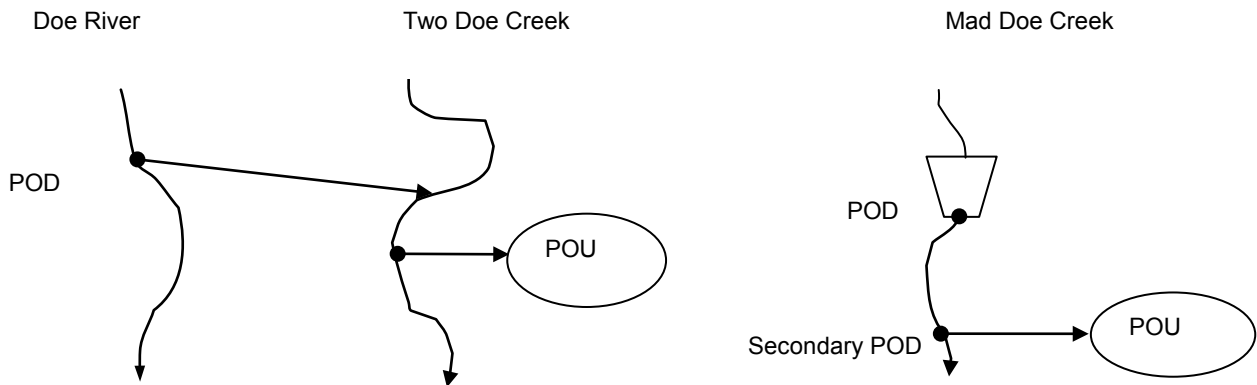 Doe River
Two Doe Creek
Mad Doe Creek
POD
POU
POD
Secondary POD
POU